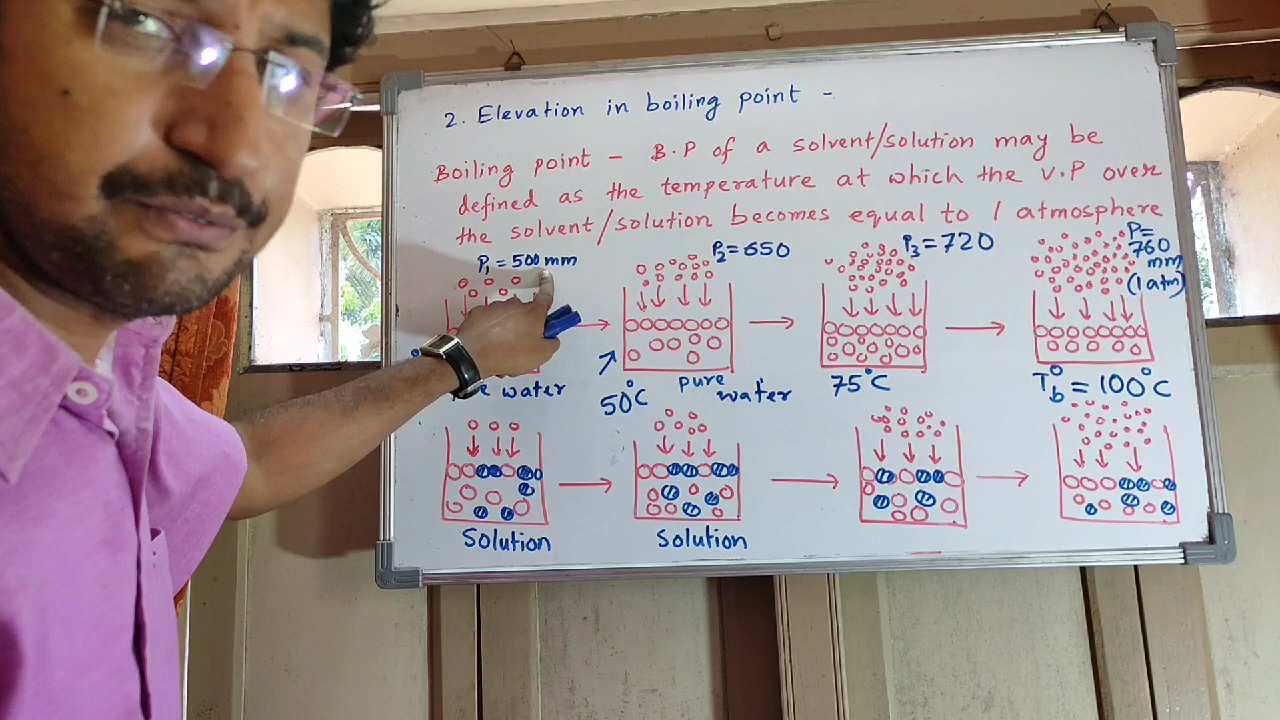 2. Elevation in boiling point -
Boiling point - B.P of a solvent/solution may be
defined as the temperature at which the V.P over
the solvent/solution becomes equal to 1 atmosphere
P₁ = 500 mm
P₂ = 650
P₃ = 720
P =
760
mm
(1 atm)
water
50°C
pure
water
75°C
T°b = 100°C
Solution
Solution